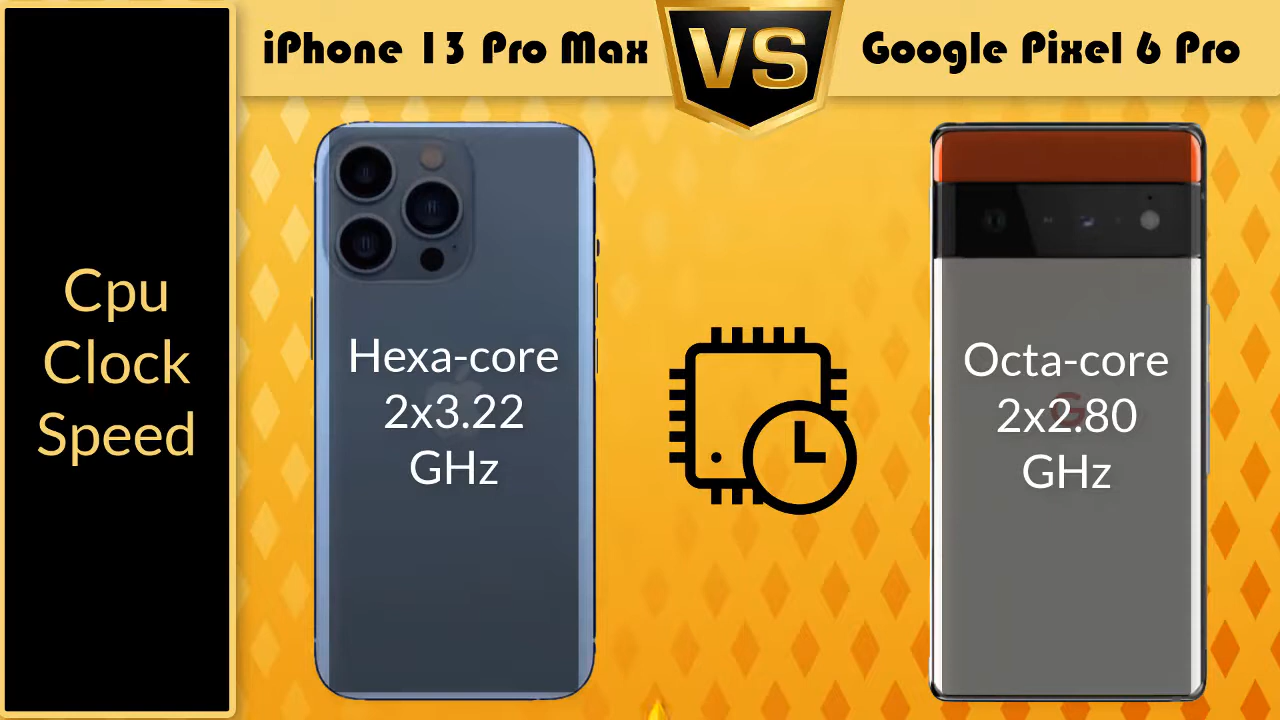 iPhone 13 Pro Max
VS
Google Pixel 6 Pro
Cpu
Clock
Speed
Hexa-core
2x3.22
GHz
Octa-core
2x2.80
GHz